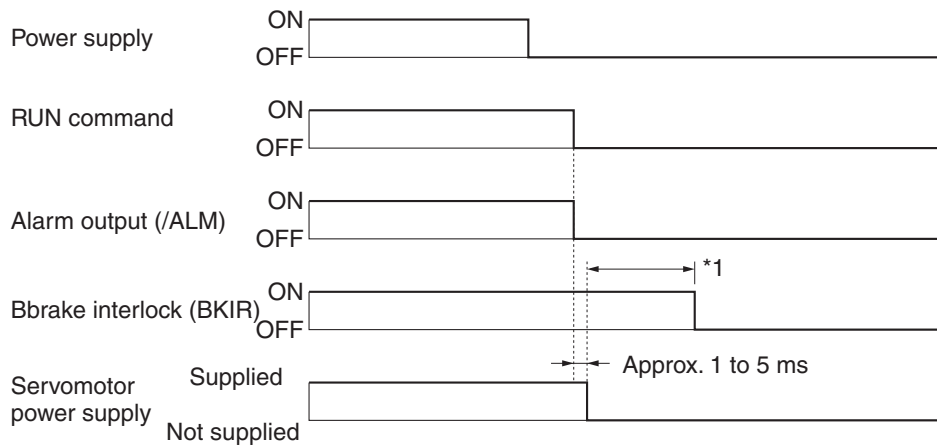 ON
Power supply
OFF
ON
RUN command
OFF
ON
Alarm output (/ALM)
OFF
*1
ON
Bbrake interlock (BKIR)
OFF
Approx. 1 to 5 ms
Servomotor
power supply
Supplied
Not supplied